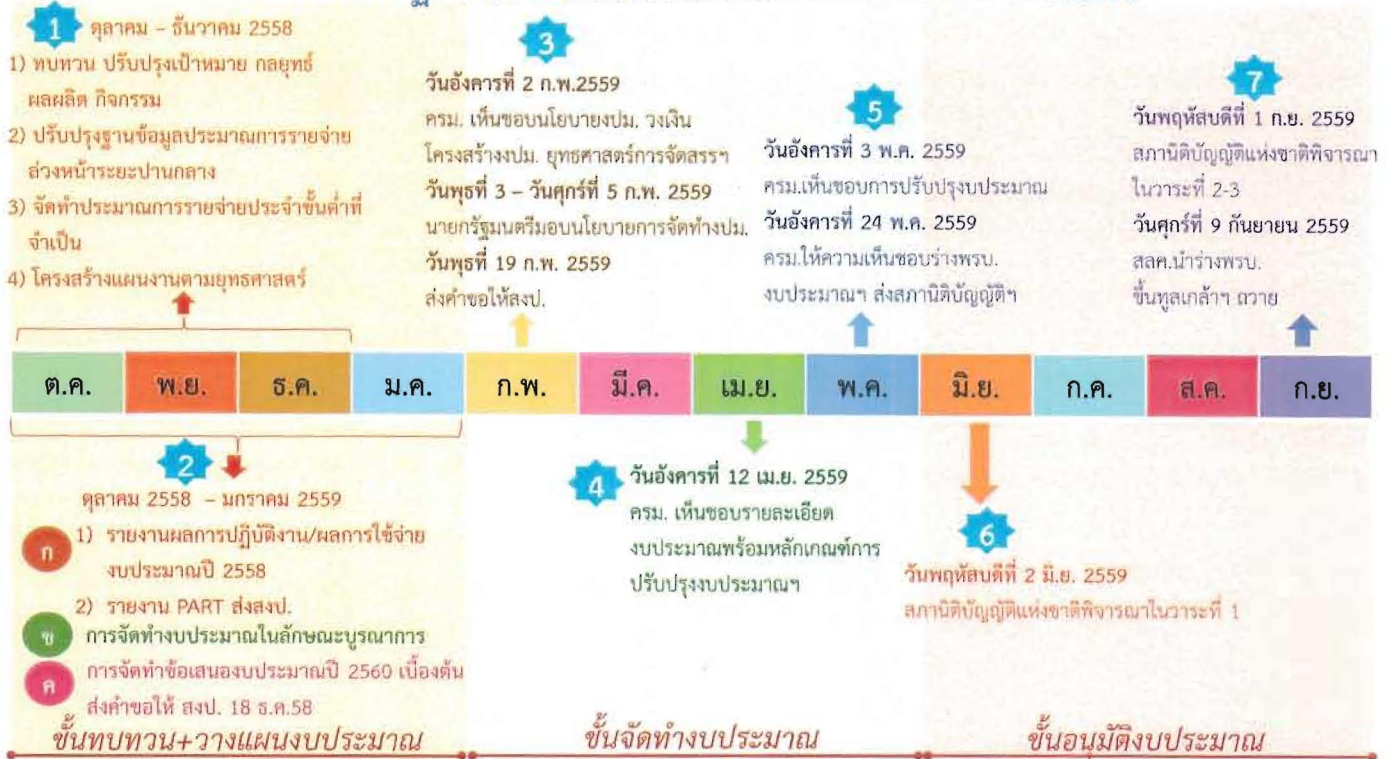 1 ตุลาคม – ธันวาคม 2558
1) ทบทวน ปรับปรุงเป้าหมาย กลยุทธ์
ผลผลิต กิจกรรม
2) ปรับปรุงฐานข้อมูลประมาณการรายจ่าย
ล่วงหน้าระยะปานกลาง
3) จัดทำประมาณการรายจ่ายประจำขั้นต่ำที่
จำเป็น
4) โครงสร้างแผนงานตามยุทธศาสตร์
3
วันอังคารที่ 2 ก.พ.2559
ครม. เห็นชอบนโยบายงปม. วงเงิน
โครงสร้างงปม. ยุทธศาสตร์การจัดสรรฯ
วันพุธที่ 3 – วันศุกร์ที่ 5 ก.พ. 2559
นายกรัฐมนตรีมอบนโยบายการจัดทำงปม.
วันพุธที่ 19 ก.พ. 2559
ส่งคำขอให้สงป.
5
วันอังคารที่ 3 พ.ค. 2559
ครม.เห็นชอบการปรับปรุงบประมาณ
วันอังคารที่ 24 พ.ค. 2559
ครม.ให้ความเห็นชอบร่างพรบ.
งบประมาณฯ ส่งสภานิติบัญญัติฯ
7
วันพฤหัสบดีที่ 1 ก.ย. 2559
สภานิติบัญญัติแห่งชาติพิจารณา
ในวาระที่ 2-3
วันศุกร์ที่ 9 กันยายน 2559
สลค.นำร่างพรบ.
ขึ้นทูลเกล้าฯ ถวาย
ต.ค. พ.ย. ธ.ค. ม.ค. ก.พ. มี.ค. เม.ย. พ.ค. มิ.ย. ก.ค. ส.ค. ก.ย.
2
ตุลาคม 2558 – มกราคม 2559
ก 1) รายงานผลการปฏิบัติงาน/ผลการใช้จ่าย
งบประมาณปี 2558
2) รายงาน PART ส่งสงป.
ข การจัดทำงบประมาณในลักษณะบูรณาการ
ค การจัดทำข้อเสนองบประมาณปี 2560 เบื้องต้น
ส่งคำขอให้ สงป. 18 ธ.ค.58
4 วันอังคารที่ 12 เม.ย. 2559
ครม. เห็นชอบรายละเอียด
งบประมาณพร้อมหลักเกณฑ์การ
ปรับปรุงงบประมาณฯ
6
วันพฤหัสบดีที่ 2 มิ.ย. 2559
สภานิติบัญญัติแห่งชาติพิจารณาในวาระที่ 1
ขั้นทบทวน+วางแผนงบประมาณ ขั้นจัดทำงบประมาณ ขั้นอนุมัติงบประมาณ